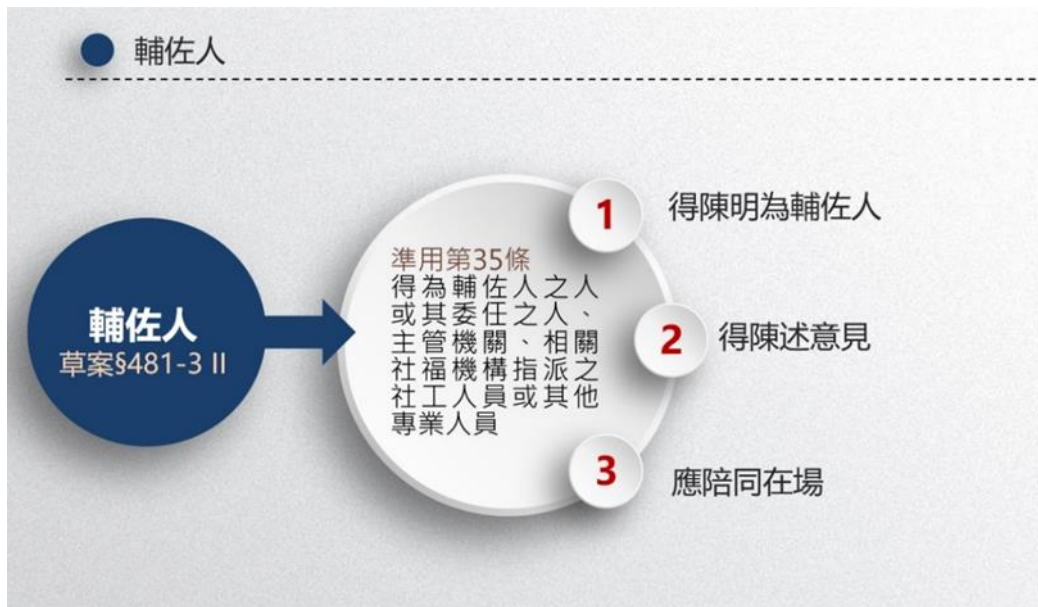 輔佐人
輔佐人
草案§481-3 II
準用第35條
得為輔佐人之人
或其委任之人、
主管機關、相關
社福機構指派之
社工人員或其他
專業人員
1 得陳明為輔佐人
2 得陳述意見
3 應陪同在場